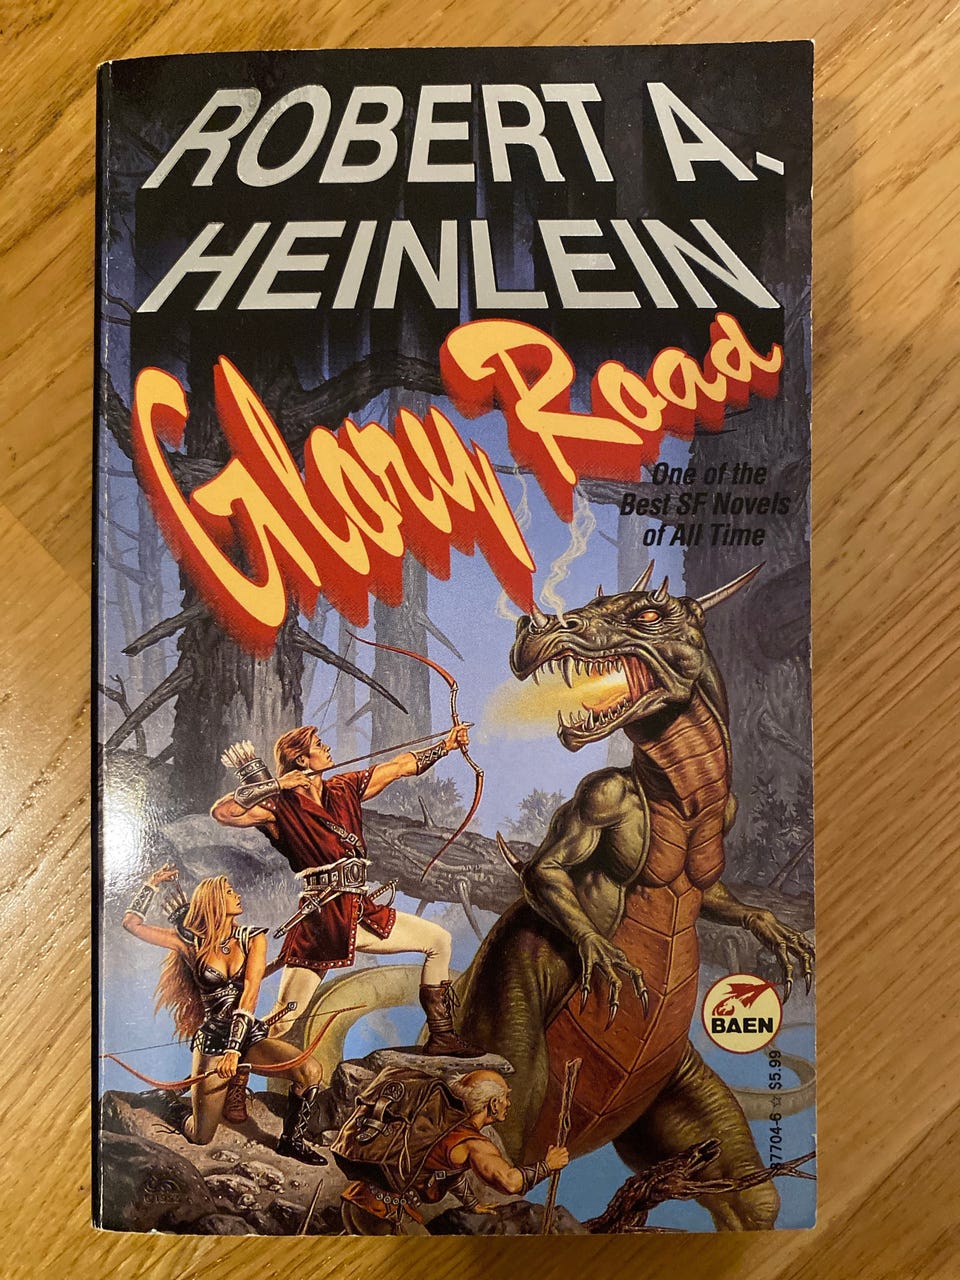 ROBERT A.
HEINLEIN
Glory Road
One of the
Best SF Novels
of All Time
BAEN
87704-6 ☆ $5.99